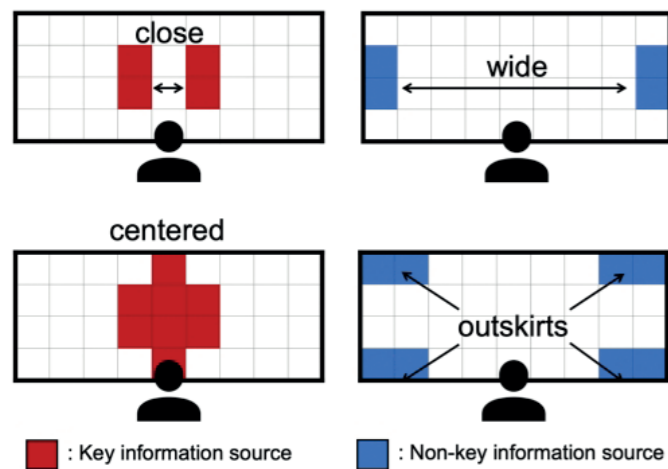 close
wide
centered
outskirts
: Key information source
: Non-key information source